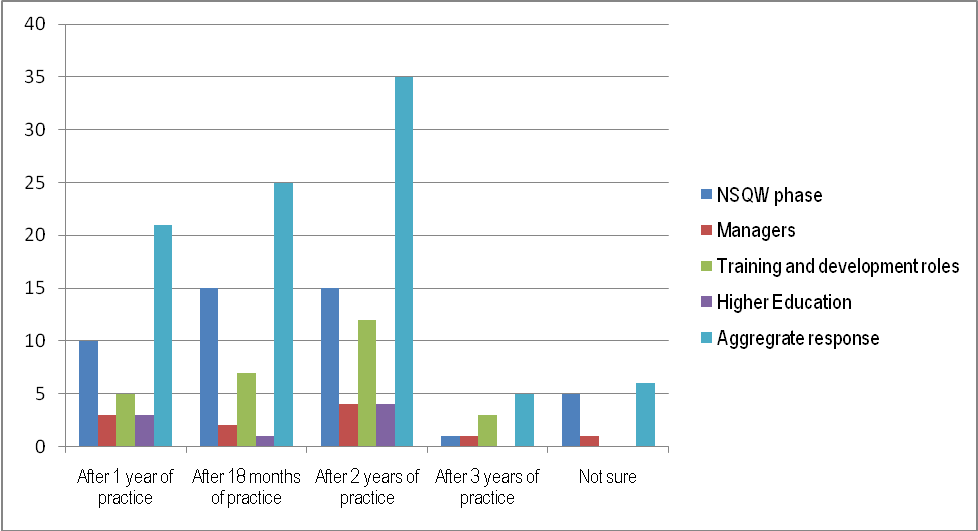 40
35
30
25
20
15
10
5
0
After 1 year of
practice
After 18 months
of practice
After 2 years of
practice
After 3 years of
practice
Not sure
NSQW phase
Managers
Training and development roles
Higher Education
Aggregrate response